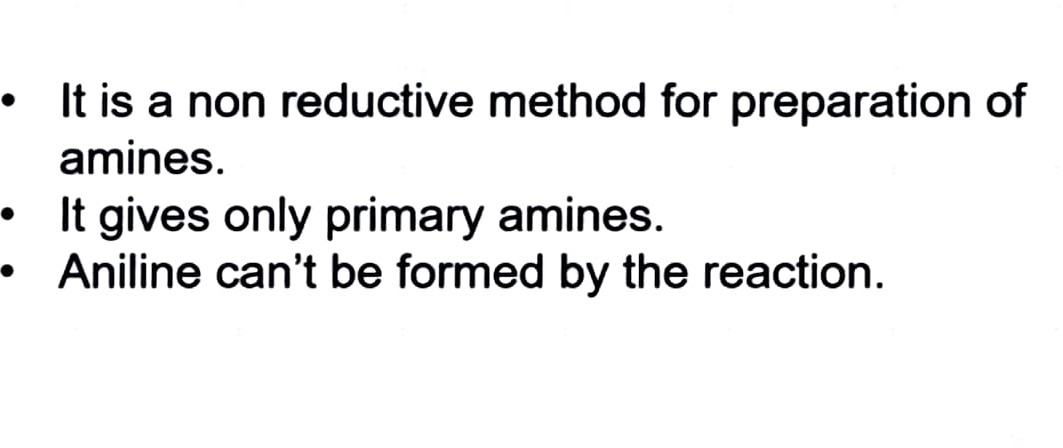 • It is a non reductive method for preparation of
amines.
• It gives only primary amines.
• Aniline can’t be formed by the reaction.